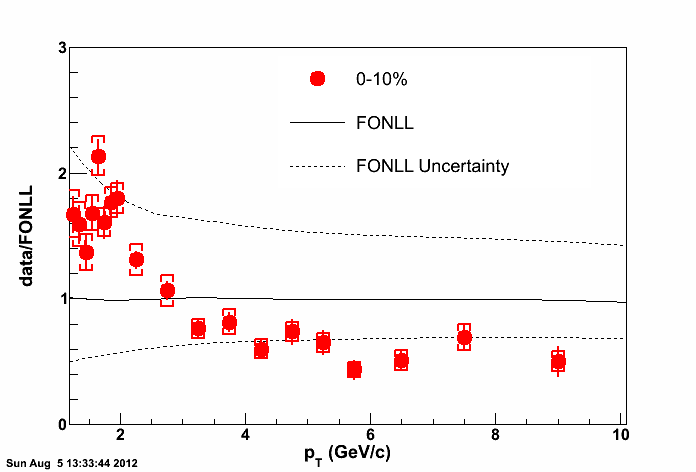 3
2
1
0
data/FONLL
0-10%
FONLL
FONLL Uncertainty
2 4 6 8 10
p_T (GeV/c)
Sun Aug 5 13:33:44 2012